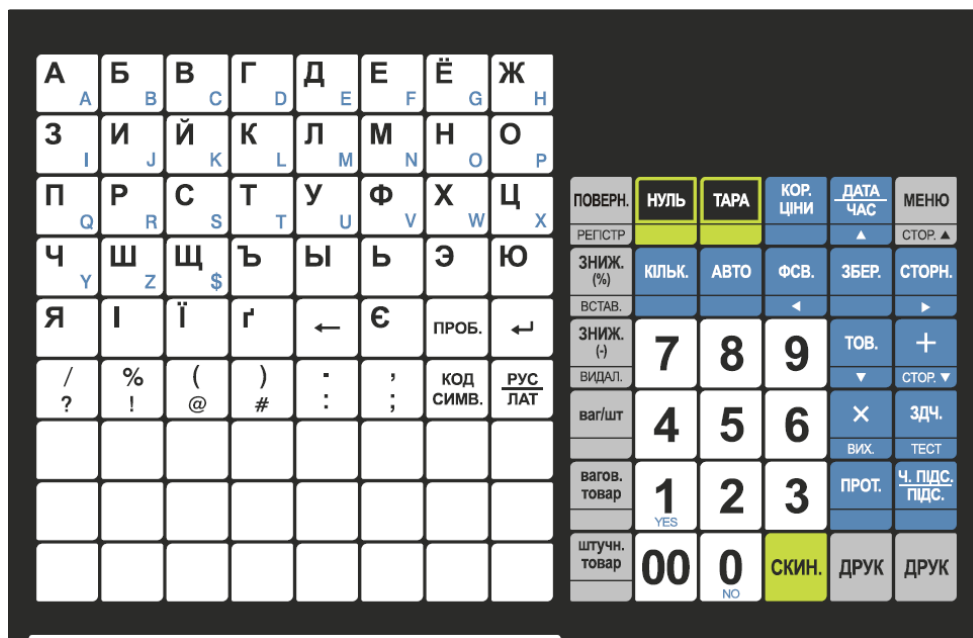 А Б В Г Д Е Ё Ж
A B C D E F G H
З И Й К Л М Н О
I J K L M N O P
П Р С Т У Ф Х Ц
Q R S T U V W X
Ч Ш Щ Ъ Ы Ь Э Ю
Y Z $
Я І Ї ґ ← Є ПРОБ. ↵
/ % ( ) . , КОД СИМВ. РУС
? ! @ # : ; ЛАТ
ПОВЕРН. НУЛЬ ТАРА КОР. ЦІНИ ДАТА ЧАС МЕНЮ
РЕГІСТР ▲ СТОР. ▲
ЗНИЖ. (%) КІЛЬК. АВТО ФСВ. ЗБЕР. СТОРН.
ВСТАВ. ◄ ►
ЗНИЖ. (-) 7 8 9 ТОВ. +
ВИДАЛ. ▼ СТОР. ▼
ваг/шт 4 5 6 × ЗДЧ.
ВИХ. ТЕСТ
вагов. товар 1 2 3 ПРОТ. Ч. ПІДС. ПІДС.
YES
штучн. товар 00 0 СКИН. ДРУК ДРУК
NO